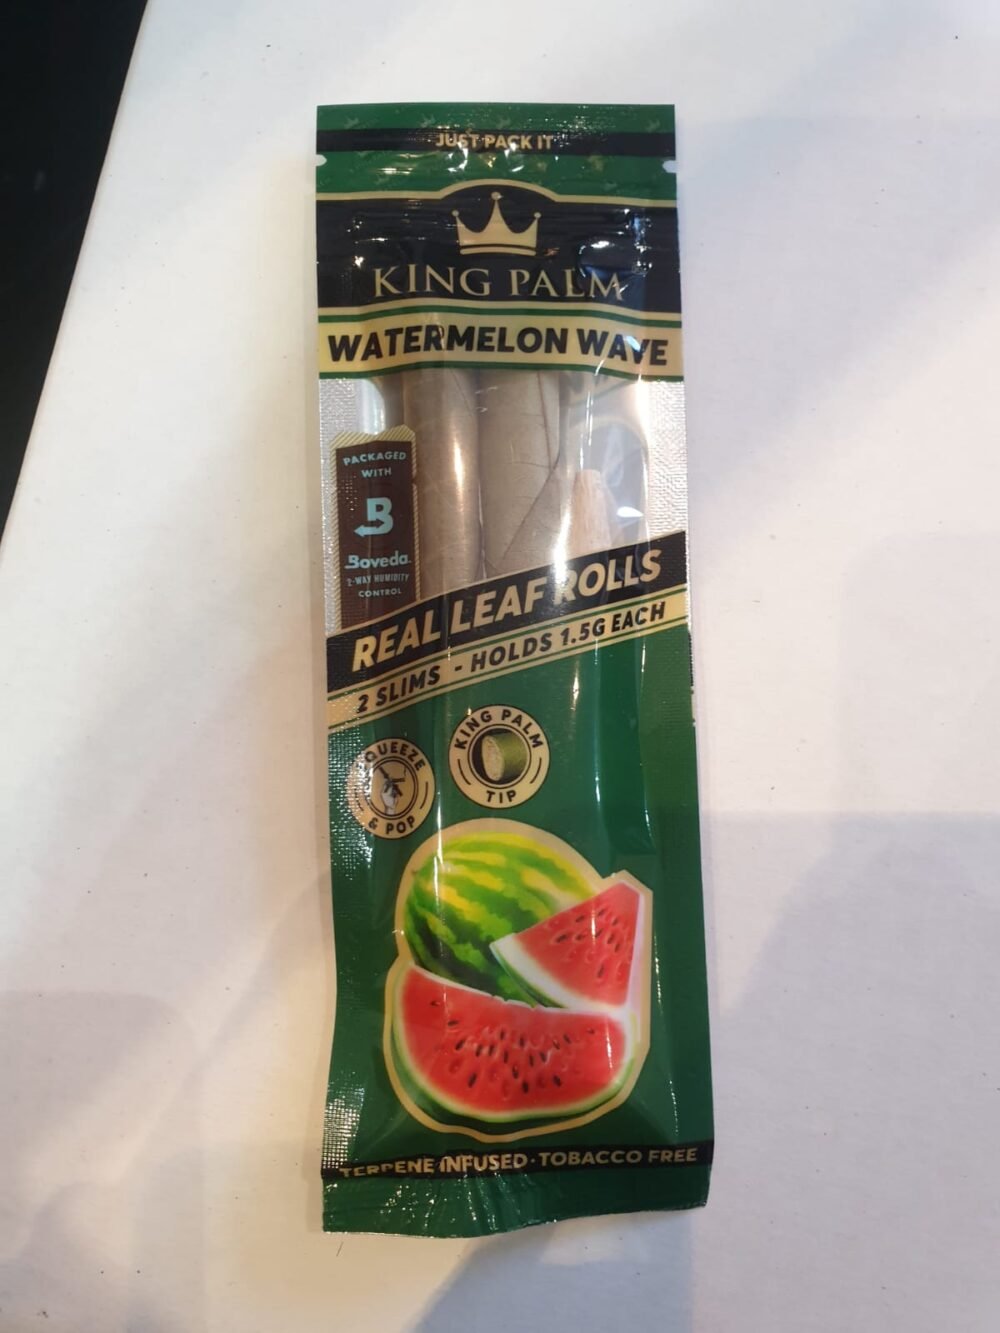 JUST PACK IT
KING PALM
WATERMELON WAVE
PACKAGED
WITH
B
Boveda
2-WAY HUMIDITY
CONTROL
REAL LEAF ROLLS
2 SLIMS - HOLDS 1.5G EACH
SQUEEZE
& POP
KING PALM
TIP
TERPENE INFUSED · TOBACCO FREE